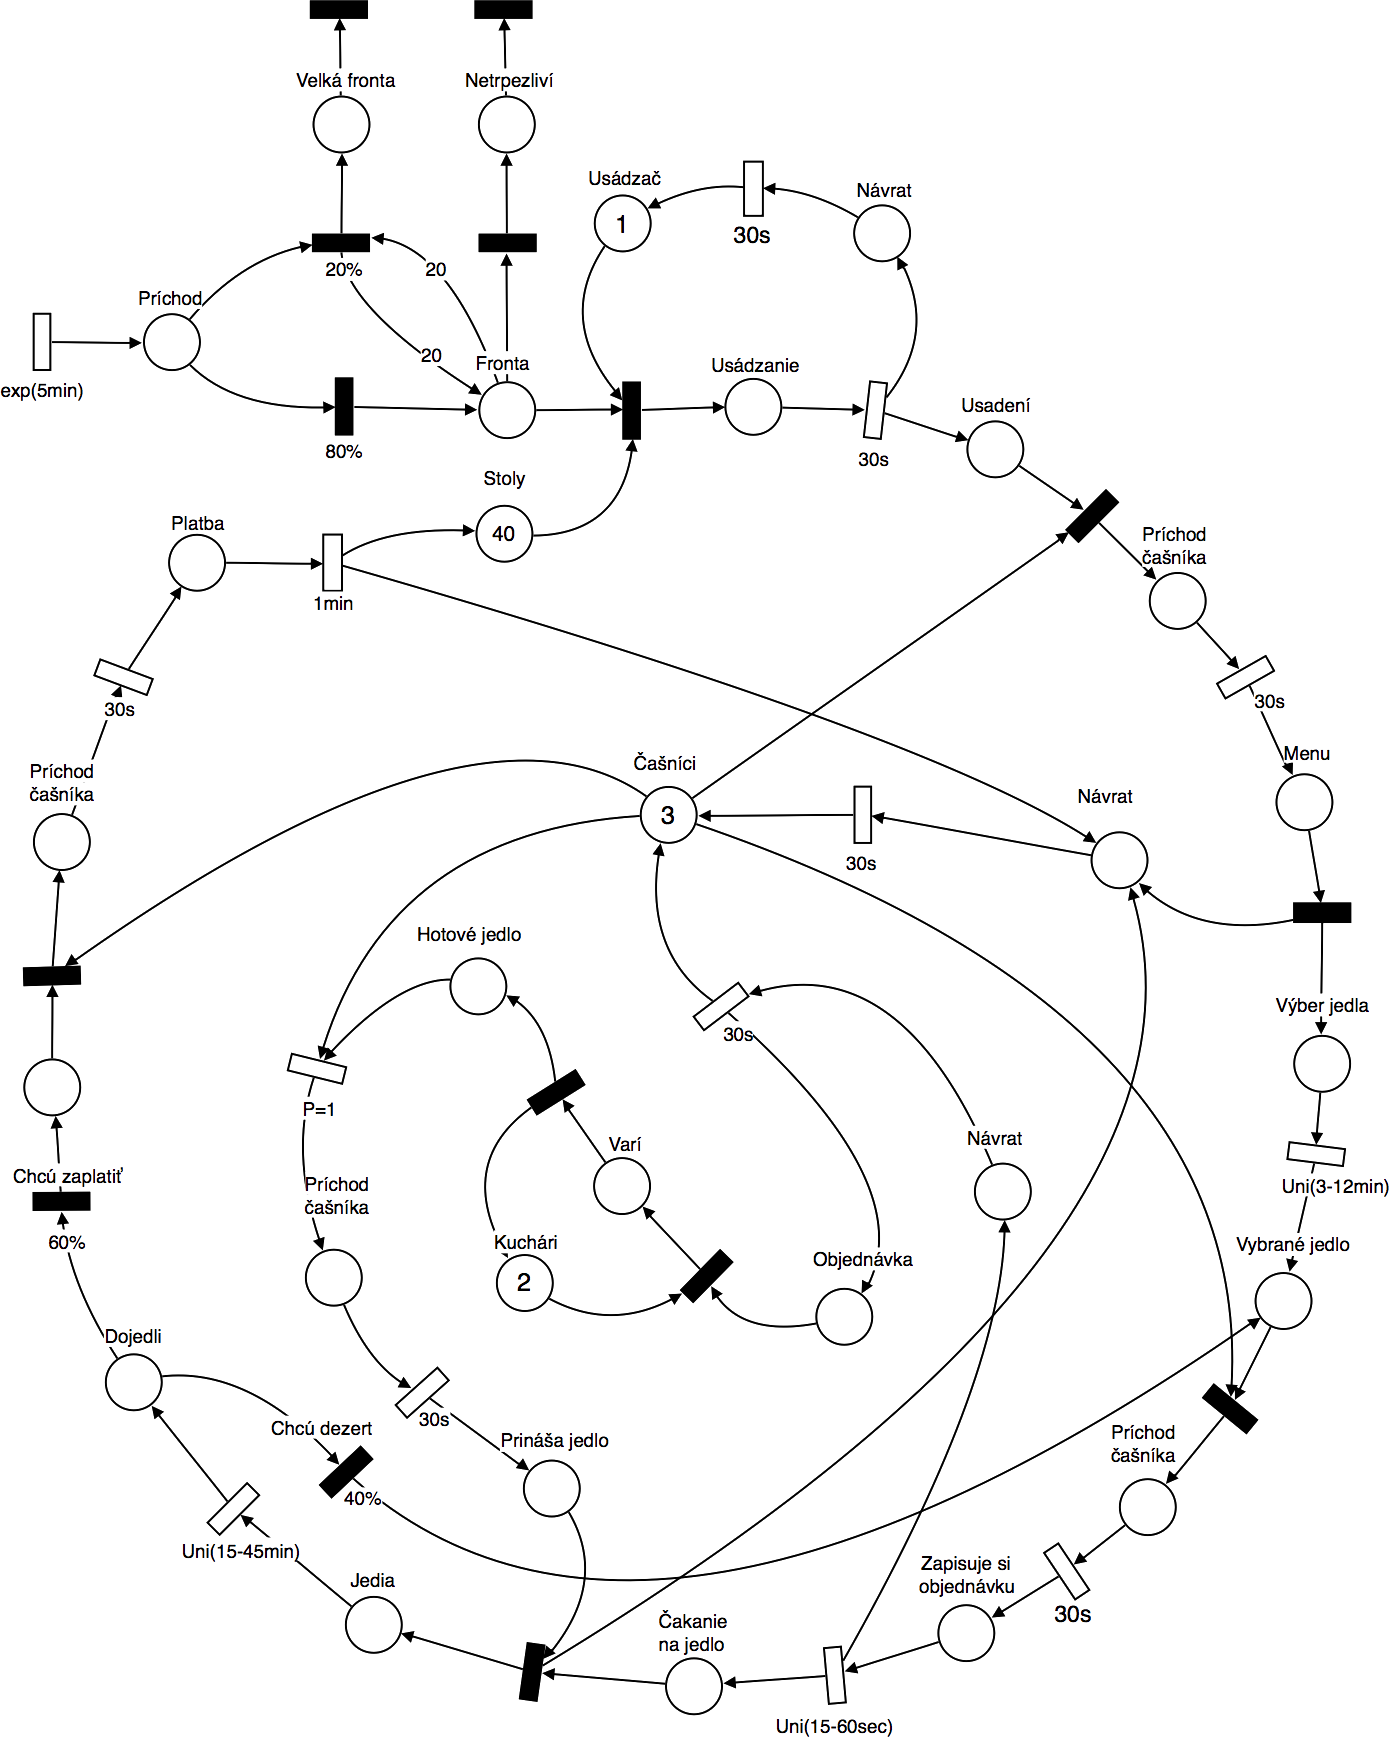 Velká fronta
Netrpezliví
Usádzač
1
30s
Návrat
20%
20
20
Príchod
exp(5min)
80%
Fronta
Usádzanie
30s
Usadení
Stoly
40
Platba
1min
Príchod
čašníka
30s
30s
Menu
Príchod
čašníka
Čašníci
3
30s
Návrat
Hotové jedlo
30s
Výber jedla
P=1
Varí
Návrat
Chcú zaplatiť
Príchod
čašníka
Uni(3-12min)
60%
Kuchári
2
Objednávka
Vybrané jedlo
Dojedli
Chcú dezert
30s
Prináša jedlo
Príchod
čašníka
40%
Uni(15-45min)
Jedia
Čakanie
na jedlo
Zapisuje si
objednávku
30s
Uni(15-60sec)